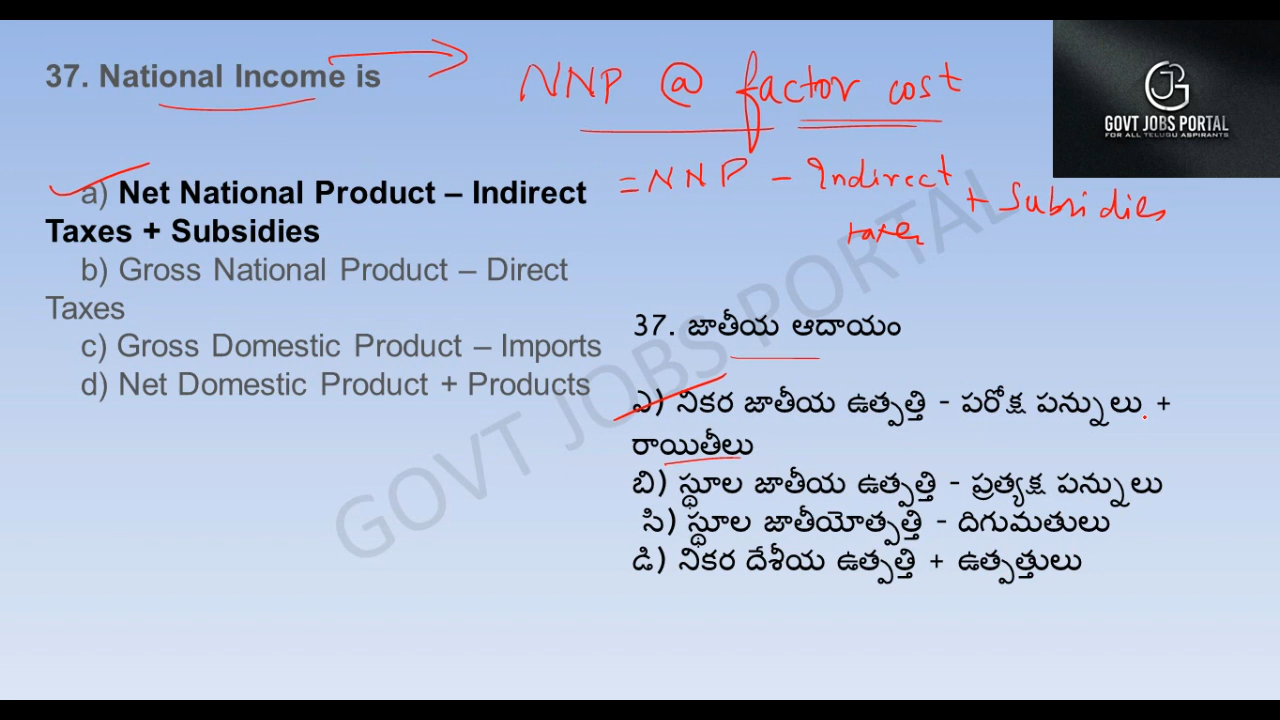 37. National Income is
NNP @ factor cost
= NNP - Indirect taxes + Subsidies
a) Net National Product – Indirect
Taxes + Subsidies
b) Gross National Product – Direct
Taxes
c) Gross Domestic Product – Imports
d) Net Domestic Product + Products
37. జాతీయ ఆదాయం
ఎ) నికర జాతీయ ఉత్పత్తి - పరోక్ష పన్నులు +
రాయితీలు
బి) స్థూల జాతీయ ఉత్పత్తి - ప్రత్యక్ష పన్నులు
సి) స్థూల జాతీయోత్పత్తి - దిగుమతులు
డి) నికర దేశీయ ఉత్పత్తి + ఉత్పత్తులు
GOVT JOBS PORTAL
FOR ALL TELUGU ASPIRANTS
GOVT JOBS PORTAL